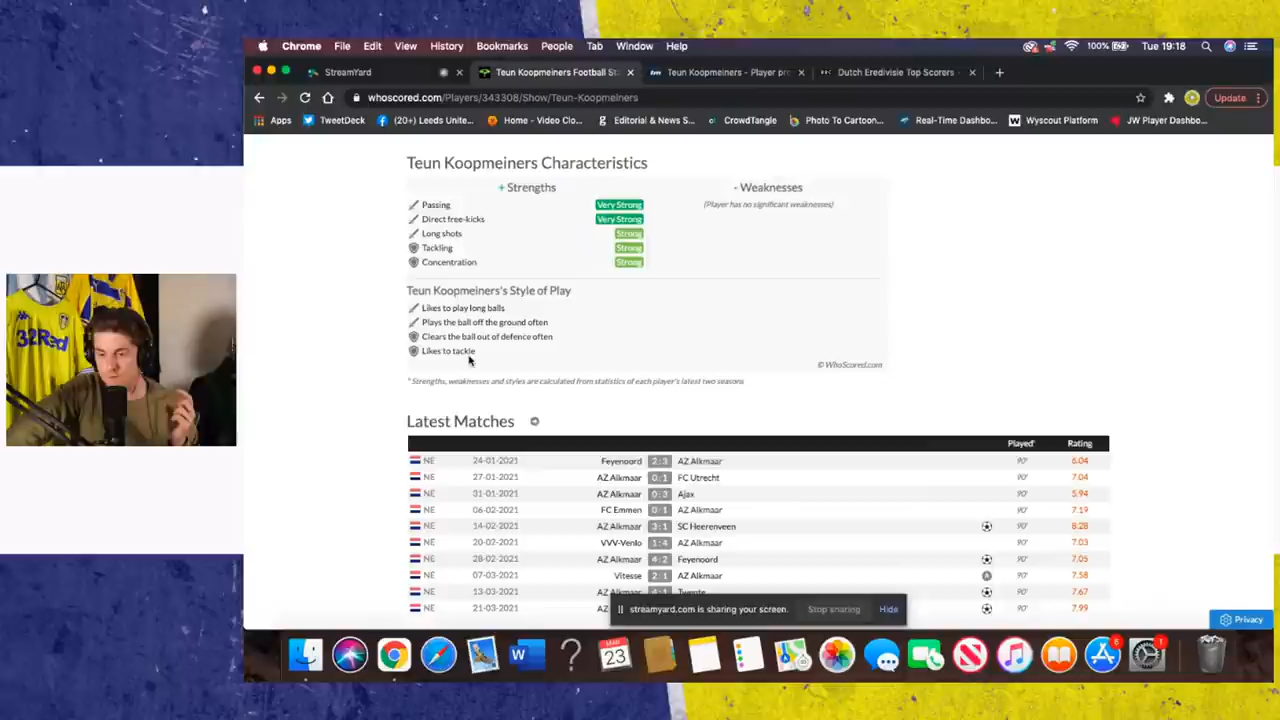 Chrome File Edit View History Bookmarks People Tab Window Help 100% Tue 19:18
StreamYard Teun Koopmeiners Football St Teun Koopmeiners - Player pr Dutch Eredivisie Top Scorers -
whoscored.com/Players/343308/Show/Teun-Koopmeiners Update
Apps TweetDeck (20+) Leeds Unite... Home - Video Clo... Editorial & News S... CrowdTangle Photo To Cartoon... Real-Time Dashbo... Wyscout Platform JW Player Dashbo...
Teun Koopmeiners Characteristics
+ Strengths - Weaknesses
Passing Very Strong (Player has no significant weaknesses)
Direct free-kicks Very Strong
Long shots Strong
Tackling Strong
Concentration Strong
Teun Koopmeiners's Style of Play
Likes to play long balls
Plays the ball off the ground often
Clears the ball out of defence often
Likes to tackle
© WhoScored.com
* Strengths, weaknesses and styles are calculated from statistics of each player's latest two seasons
Latest Matches
Played' Rating
NE 24-01-2021 Feyenoord 2:3 AZ Alkmaar 90' 6.04
NE 27-01-2021 AZ Alkmaar 0:1 FC Utrecht 90' 7.04
NE 31-01-2021 AZ Alkmaar 0:3 Ajax 90' 5.94
NE 06-02-2021 FC Emmen 0:1 AZ Alkmaar 90' 7.19
NE 14-02-2021 AZ Alkmaar 3:1 SC Heerenveen 90' 8.28
NE 20-02-2021 VVV-Venlo 1:4 AZ Alkmaar 90' 7.03
NE 28-02-2021 AZ Alkmaar 4:2 Feyenoord 90' 7.05
NE 07-03-2021 Vitesse 2:1 AZ Alkmaar 90' 7.58
NE 13-03-2021 AZ Alkmaar Twente 90' 7.67
NE 21-03-2021 AZ 90' 7.99
streamyard.com is sharing your screen. Stop sharing Hide
Privacy
32Red
W 23 6 1